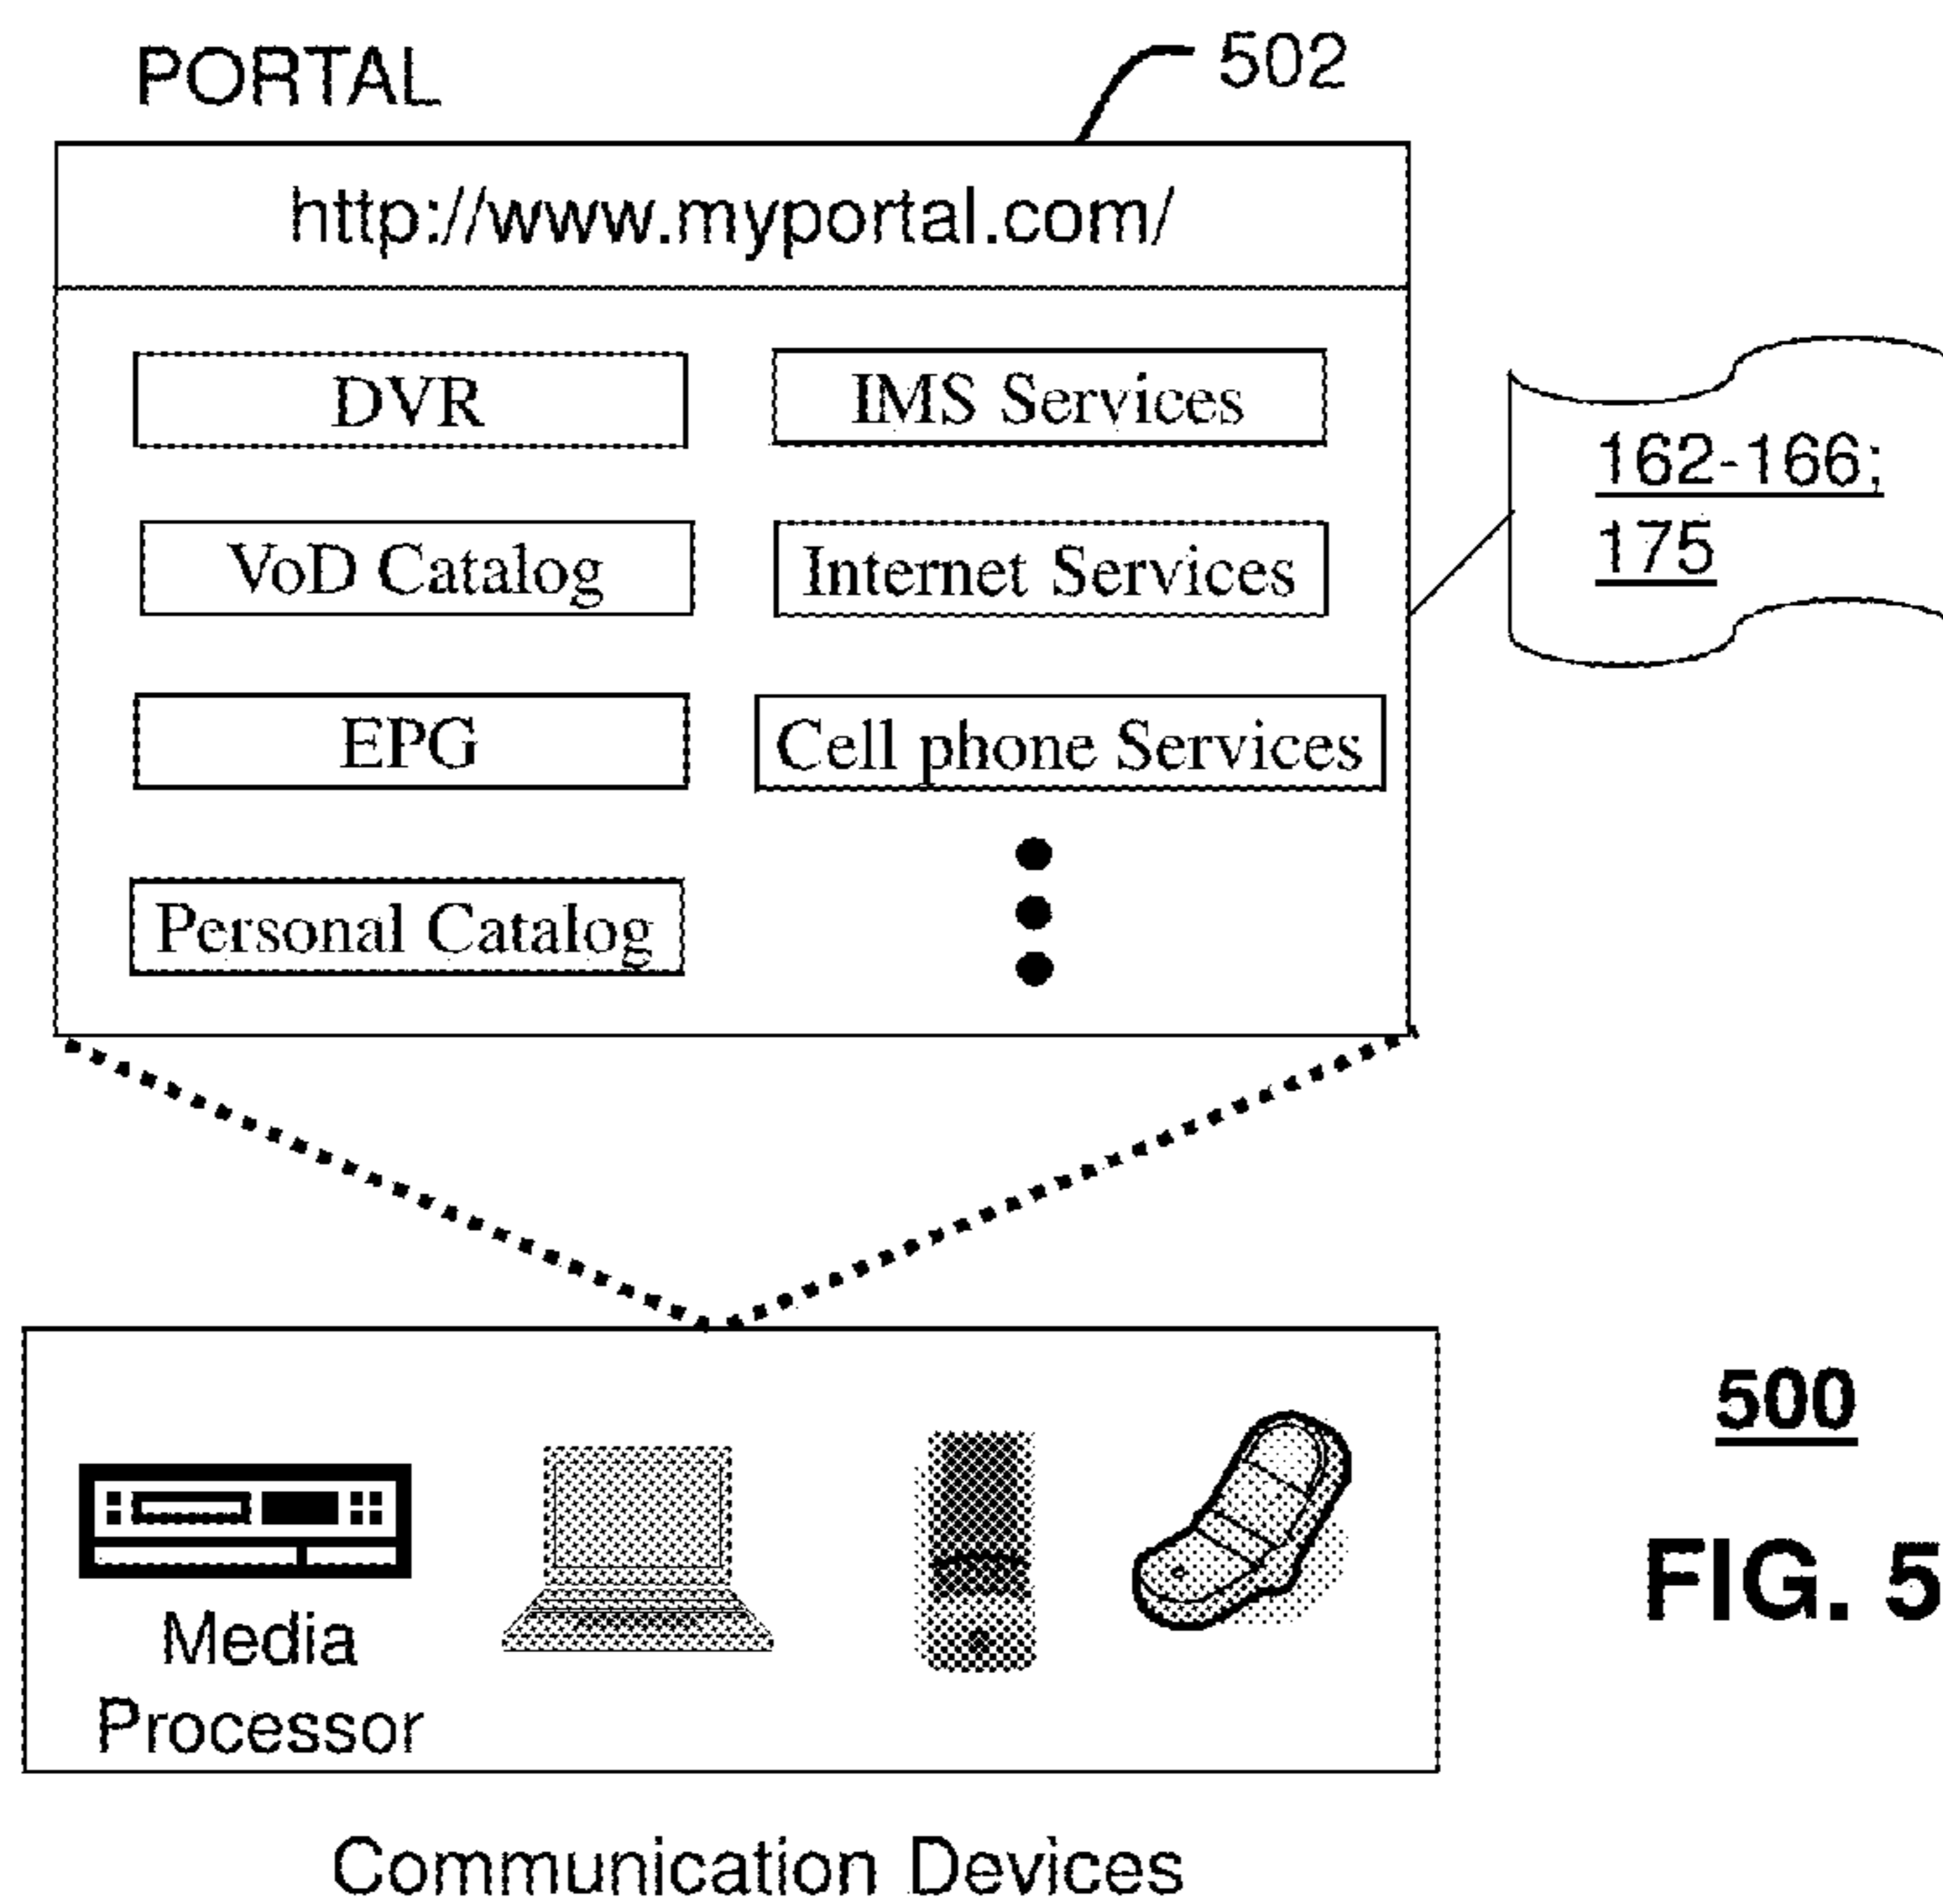 PORTAL
502
http://www.myportal.com/
DVR
IMS Services
VoD Catalog
Internet Services
EPG
Cell phone Services
Personal Catalog
162-166;
175
Media
Processor
Communication Devices
500
FIG. 5